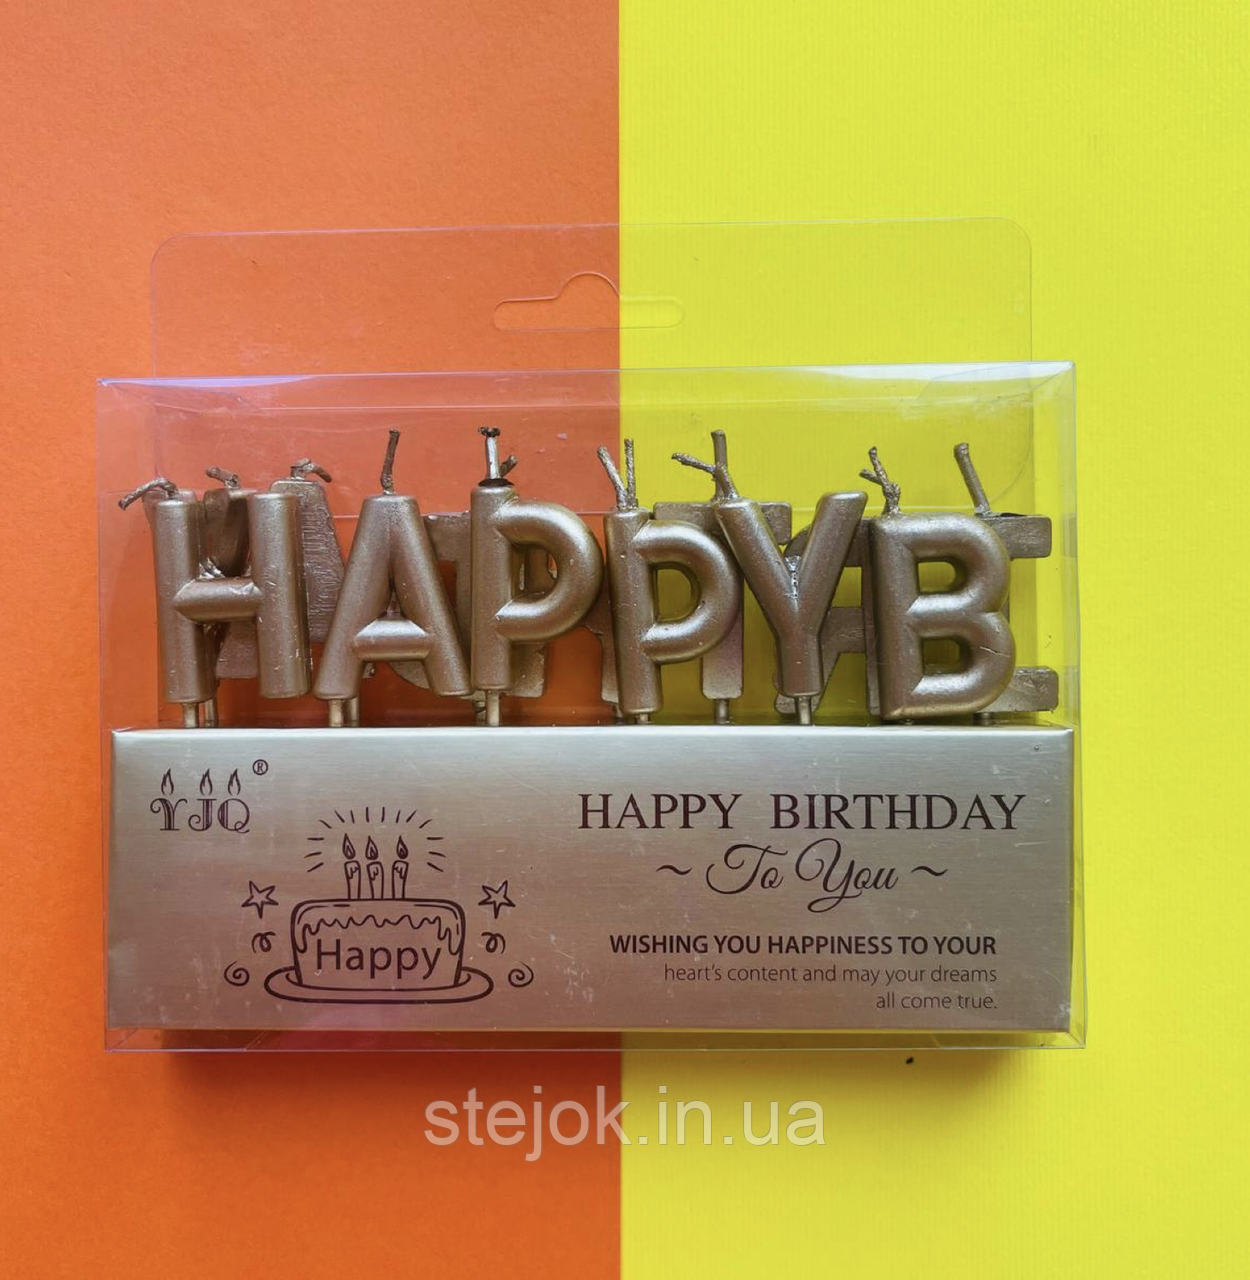 HAPPYB
YJQ®
HAPPY BIRTHDAY
~ To You ~
Happy
WISHING YOU HAPPINESS TO YOUR
heart's content and may your dreams
all come true.
stejok.in.ua